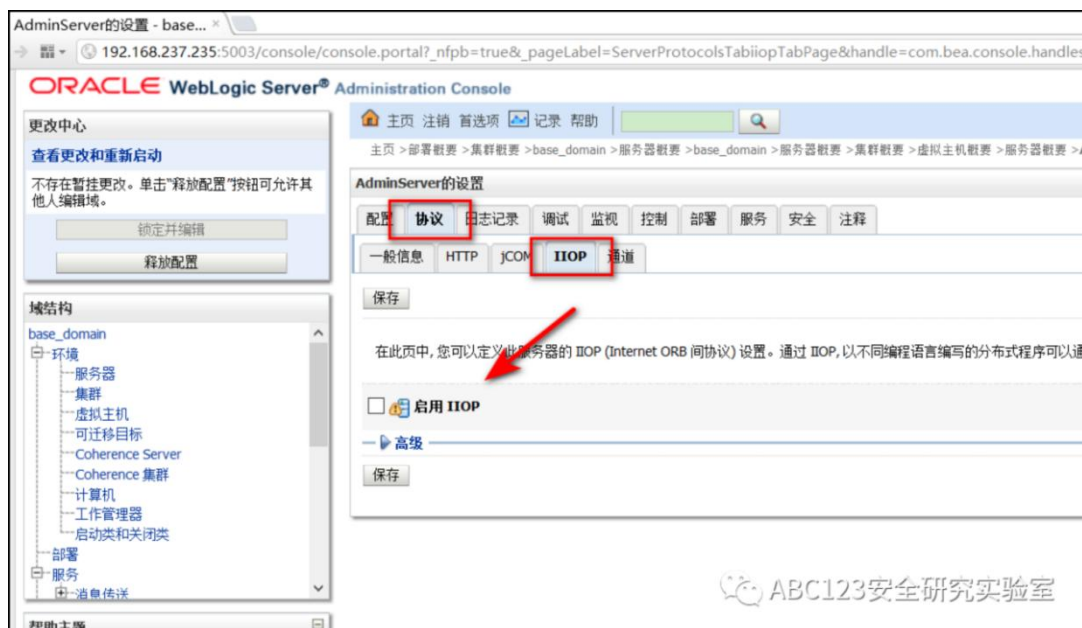 AdminServer的设置 - base... ×
192.168.237.235:5003/console/console.portal?_nfpb=true&_pageLabel=ServerProtocolsTabiiopTabPage&handle=com.bea.console.handles
ORACLE WebLogic Server® Administration Console
更改中心
查看更改和重新启动
不存在暂挂更改。单击“释放配置”按钮可允许其
他人编辑域。
锁定并编辑
释放配置
域结构
base_domain
环境
服务器
集群
虚拟主机
可迁移目标
Coherence Server
Coherence 集群
计算机
工作管理器
启动类和关闭类
部署
服务
消息传送
帮助主题
主页 注销 首选项 记录 帮助
主页 >部署概要 >集群概要 >base_domain >服务器概要 >base_domain >服务器概要 >集群概要 >虚拟主机概要 >服务器概要 >
AdminServer的设置
配置 协议 日志记录 调试 监视 控制 部署 服务 安全 注释
一般信息 HTTP jCOM IIOP 通道
保存
在此页中, 您可以定义此服务器的 IIOP (Internet ORB 间协议) 设置。通过 IIOP, 以不同编程语言编写的分布式程序可以通
启用 IIOP
高级
保存
ABC123安全研究实验室